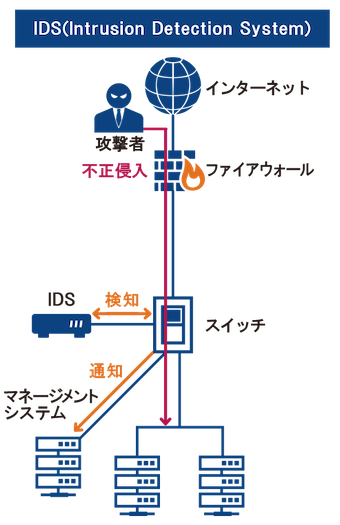 IDS(Intrusion Detection System)
インターネット
攻撃者
不正侵入
ファイアウォール
IDS
検知
スイッチ
通知
マネージメント
システム